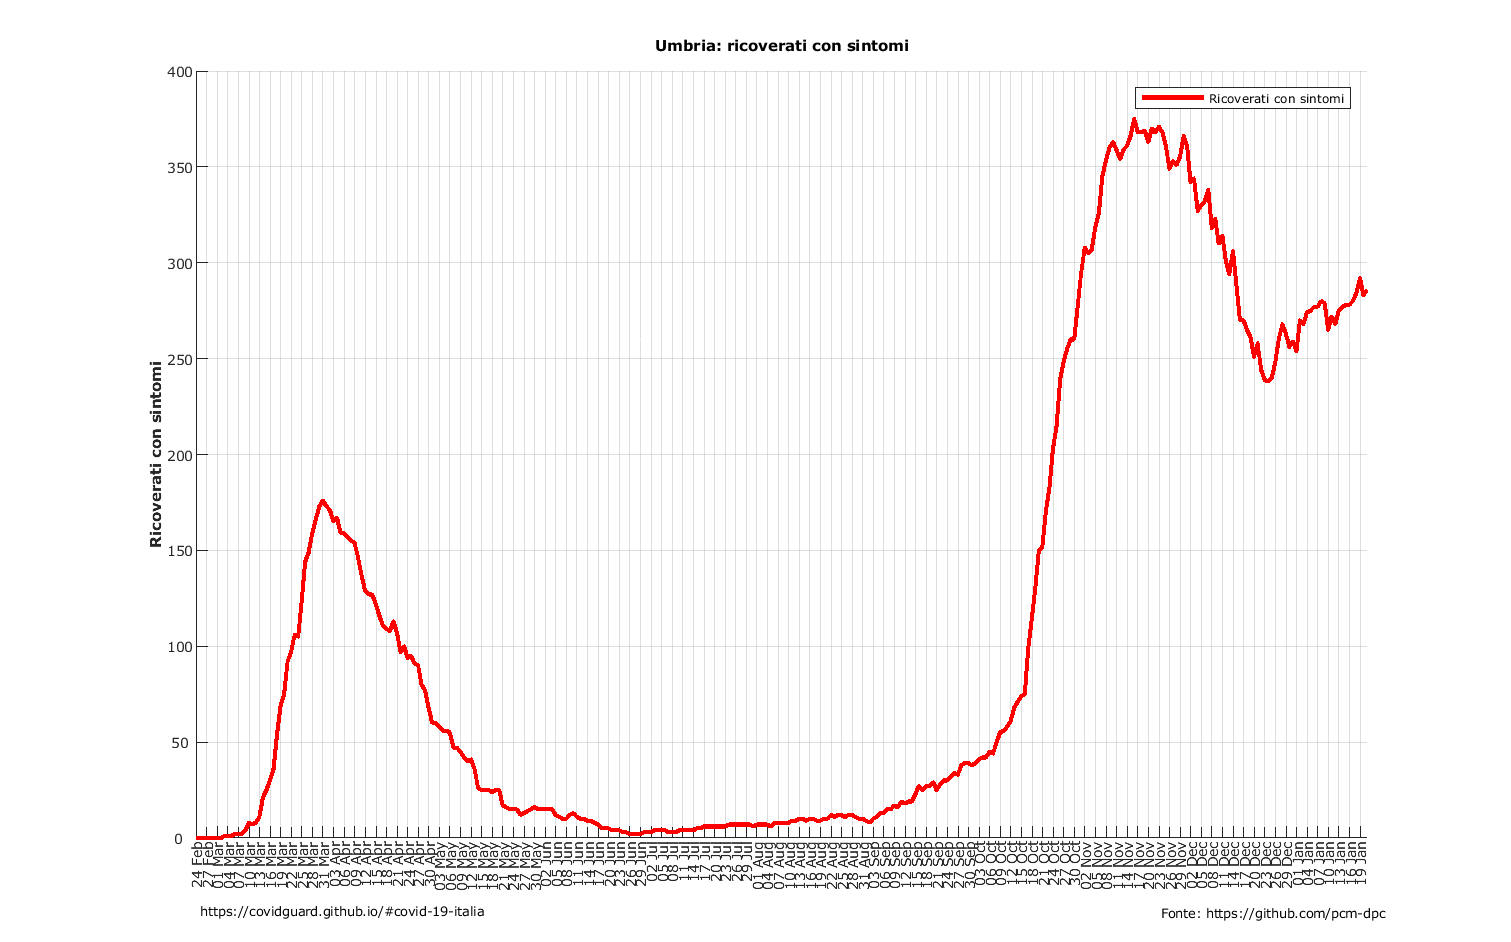 Umbria: ricoverati con sintomi
Ricoverati con sintomi
Ricoverati con sintomi
400
350
300
250
200
150
100
50
0
24 Feb
27 Feb
01 Mar
04 Mar
07 Mar
10 Mar
13 Mar
16 Mar
19 Mar
22 Mar
25 Mar
28 Mar
31 Mar
03 Apr
06 Apr
09 Apr
12 Apr
15 Apr
18 Apr
21 Apr
24 Apr
27 Apr
30 Apr
03 May
06 May
09 May
12 May
15 May
18 May
21 May
24 May
27 May
30 May
02 Jun
05 Jun
08 Jun
11 Jun
14 Jun
17 Jun
20 Jun
23 Jun
26 Jun
29 Jun
02 Jul
05 Jul
08 Jul
11 Jul
14 Jul
17 Jul
20 Jul
23 Jul
26 Jul
29 Jul
01 Aug
04 Aug
07 Aug
10 Aug
13 Aug
16 Aug
19 Aug
22 Aug
25 Aug
28 Aug
31 Aug
03 Sep
06 Sep
09 Sep
12 Sep
15 Sep
18 Sep
21 Sep
24 Sep
27 Sep
30 Sep
03 Oct
06 Oct
09 Oct
12 Oct
15 Oct
18 Oct
21 Oct
24 Oct
27 Oct
30 Oct
02 Nov
05 Nov
08 Nov
11 Nov
14 Nov
17 Nov
20 Nov
23 Nov
26 Nov
29 Nov
02 Dec
05 Dec
08 Dec
11 Dec
14 Dec
17 Dec
20 Dec
23 Dec
26 Dec
29 Dec
01 Jan
04 Jan
07 Jan
10 Jan
13 Jan
16 Jan
19 Jan
https://covidguard.github.io/#covid-19-italia
Fonte: https://github.com/pcm-dpc